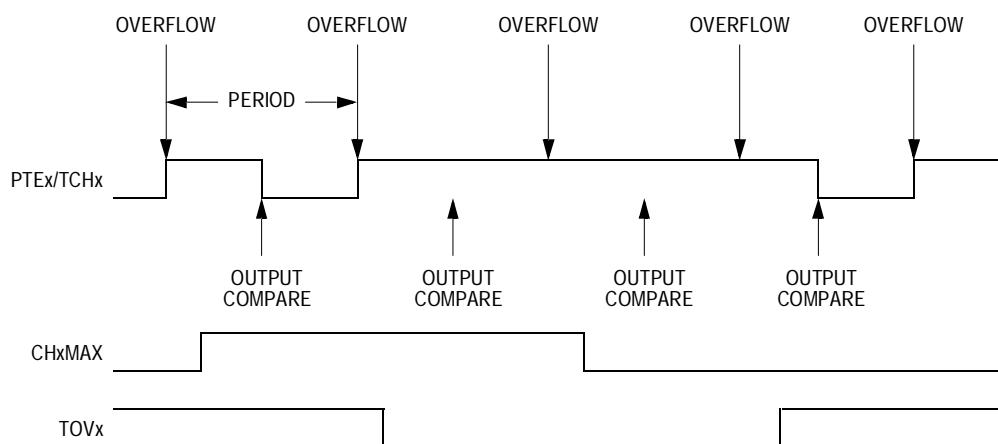 OVERFLOW OVERFLOW OVERFLOW OVERFLOW OVERFLOW
PERIOD
PTEx/TCHx
OUTPUT OUTPUT OUTPUT OUTPUT
COMPARE COMPARE COMPARE COMPARE
CHxMAX
TOVx